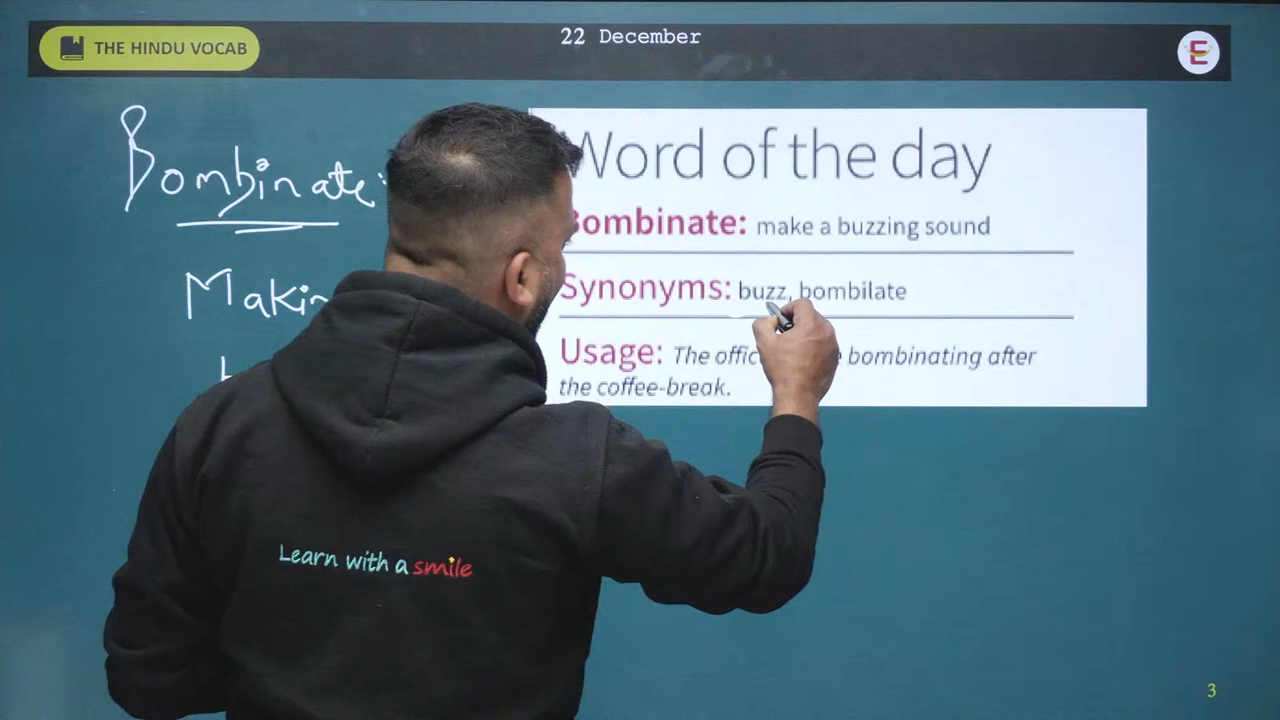 THE HINDU VOCAB
22 December
E
Bombinate:
Makin
Word of the day
Bombinate: make a buzzing sound
Synonyms: buzz, bombilate
Usage: The offic bombinating after
the coffee-break.
Learn with a smile
3